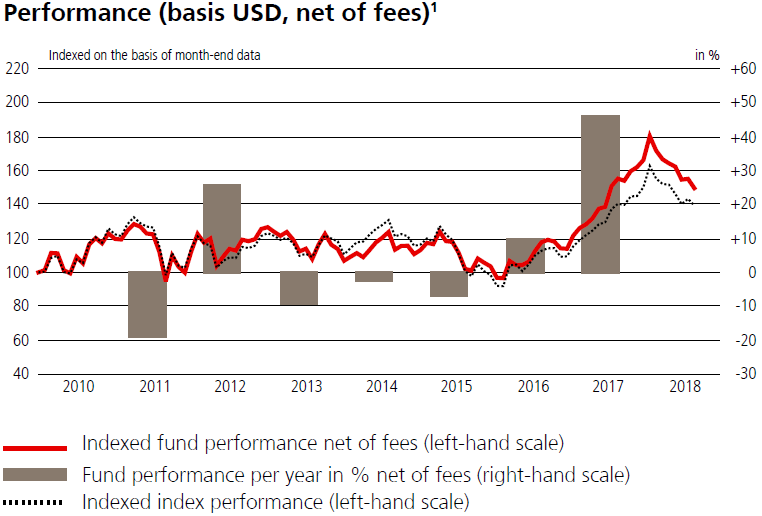 Performance (basis USD, net of fees)¹
Indexed on the basis of month-end data in %
220 +60
200 +50
180 +40
160 +30
140 +20
120 +10
100 0
80 -10
60 -20
40 -30
2010 2011 2012 2013 2014 2015 2016 2017 2018
Indexed fund performance net of fees (left-hand scale)
Fund performance per year in % net of fees (right-hand scale)
Indexed index performance (left-hand scale)